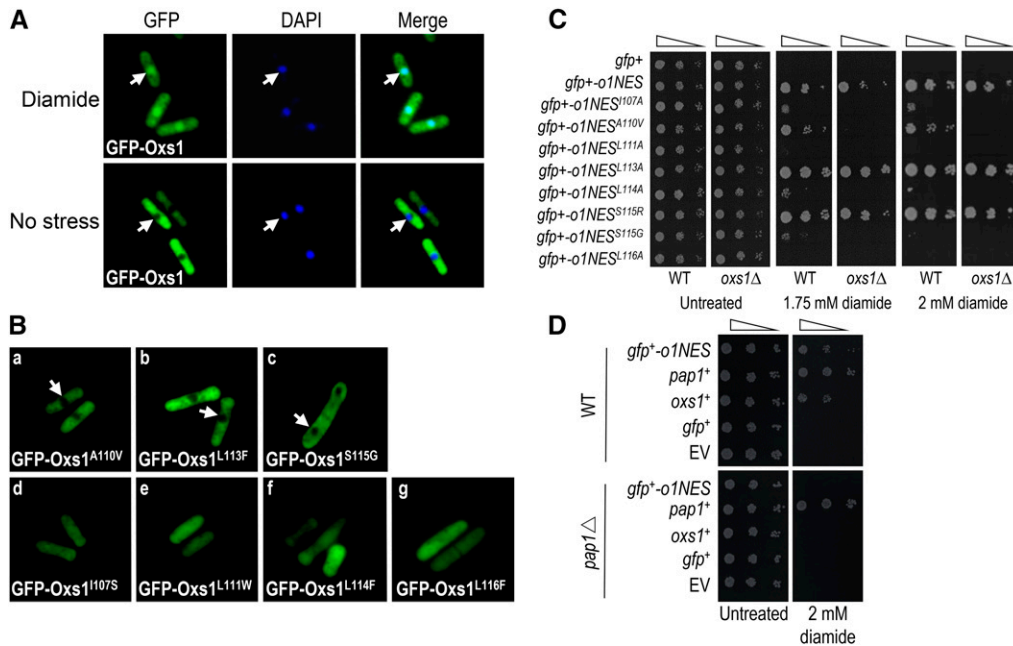 A
GFP DAPI Merge
Diamide
GFP-Oxs1
No stress
GFP-Oxs1
B
a b c
GFP-Oxs1A110V GFP-Oxs1L113F GFP-Oxs1S115G
d e f g
GFP-Oxs1I107S GFP-Oxs1L111W GFP-Oxs1L114F GFP-Oxs1L116F
C
gfp+
gfp+-o1NES
gfp+-o1NESI107A
gfp+-o1NESA110V
gfp+-o1NESL111A
gfp+-o1NESL113A
gfp+-o1NESL114A
gfp+-o1NESS115R
gfp+-o1NESS115G
gfp+-o1NESL116A
WT oxs1Δ WT oxs1Δ WT oxs1Δ
Untreated 1.75 mM diamide 2 mM diamide
D
WT
gfp+-o1NES
pap1+
oxs1+
gfp+
EV
pap1△
gfp+-o1NES
pap1+
oxs1+
gfp+
EV
Untreated 2 mM
diamide